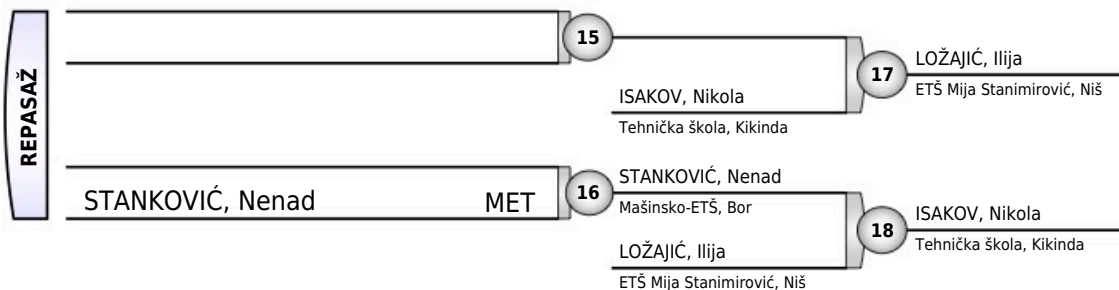 REPASAŽ
15
ISAKOV, Nikola
Tehnička škola, Kikinda
17
LOŽAJIĆ, Ilija
ETŠ Mija Stanimirović, Niš
STANKOVIĆ, Nenad MET
16
STANKOVIĆ, Nenad
Mašinsko-ETŠ, Bor
LOŽAJIĆ, Ilija
ETŠ Mija Stanimirović, Niš
18
ISAKOV, Nikola
Tehnička škola, Kikinda